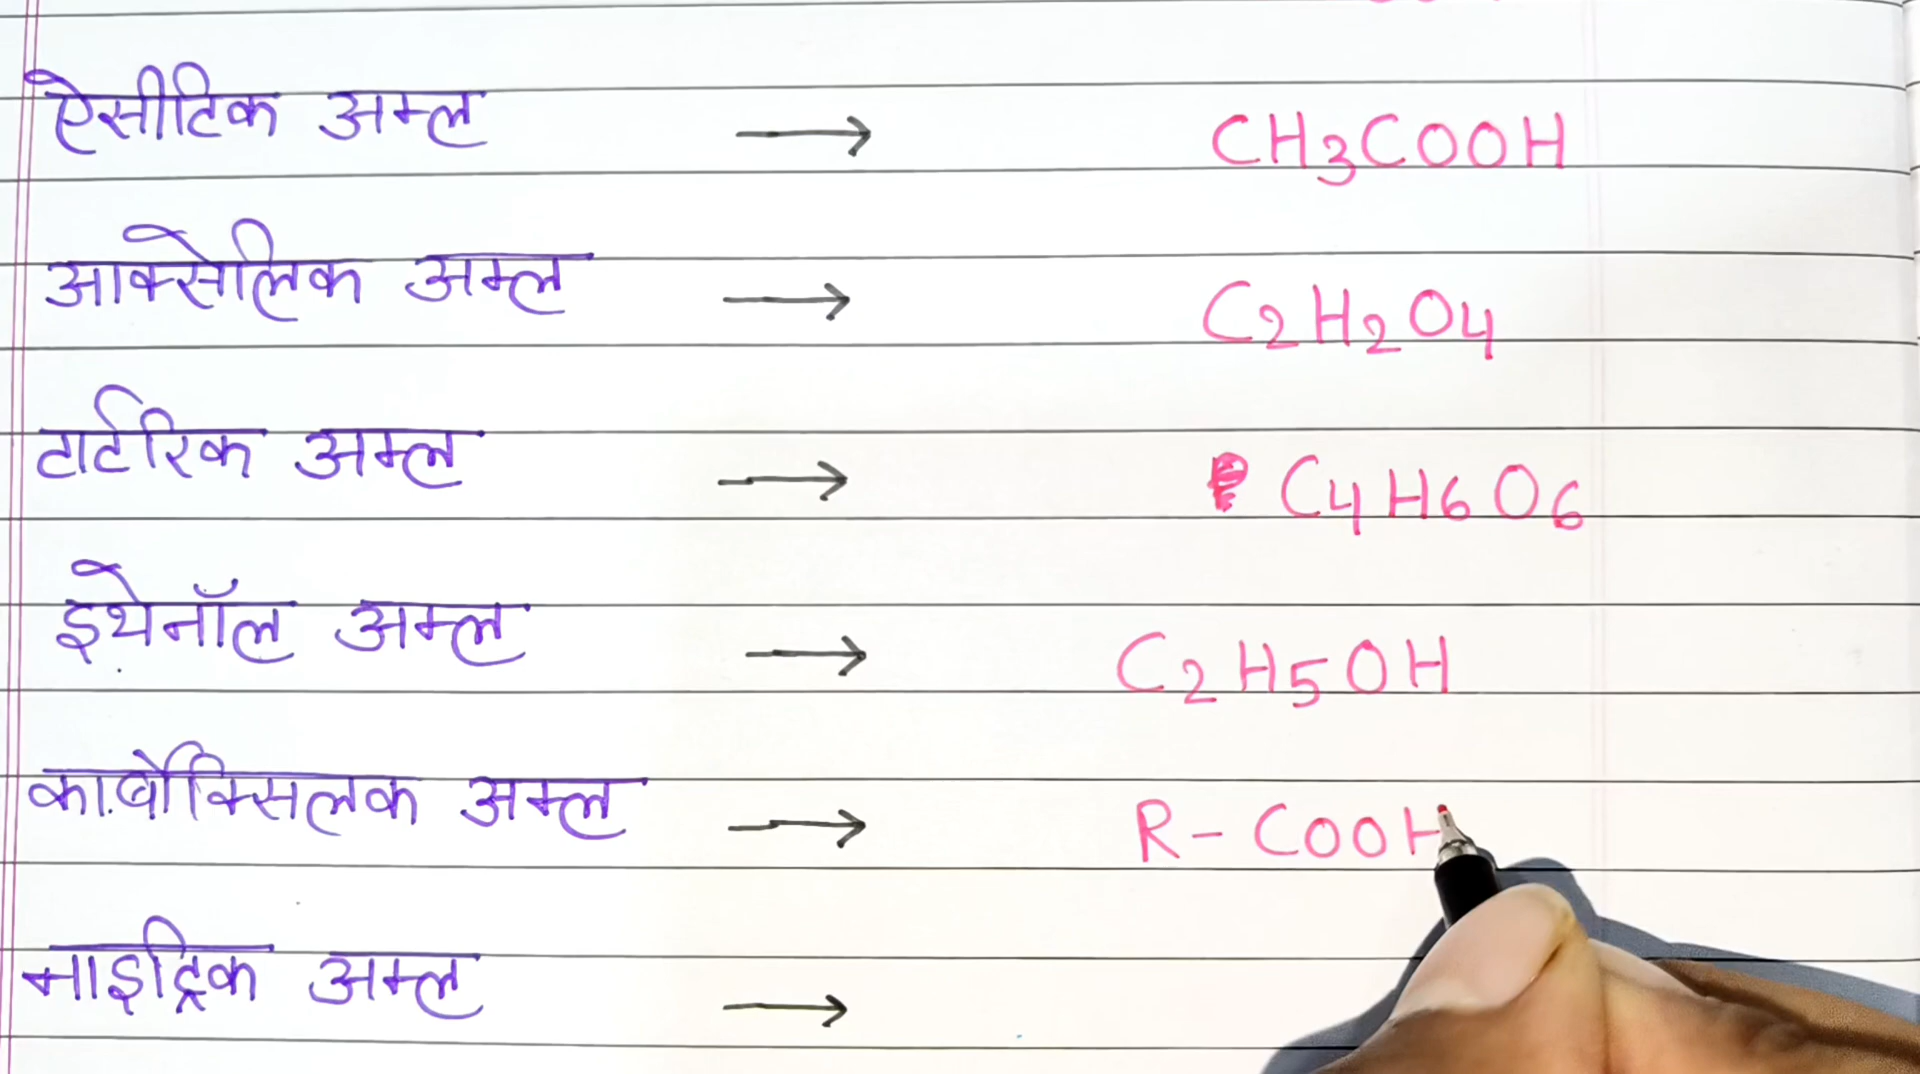 ऐसीटिक अम्ल → CH3COOH
आक्सेलिक अम्ल → C2H2O4
टार्टरिक अम्ल → C4H6O6
इथेनॉल अम्ल → C2H5OH
कार्बोक्सिलक अम्ल → R-COOH
नाइट्रिक अम्ल →